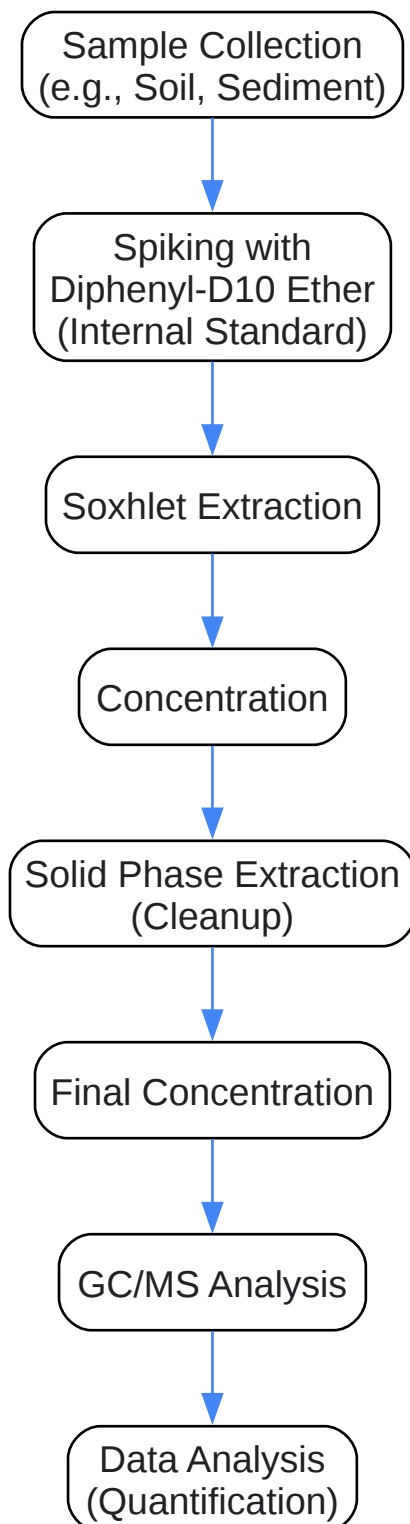 Sample Collection
(e.g., Soil, Sediment)
Spiking with
Diphenyl-D10 Ether
(Internal Standard)
Soxhlet Extraction
Concentration
Solid Phase Extraction
(Cleanup)
Final Concentration
GC/MS Analysis
Data Analysis
(Quantification)